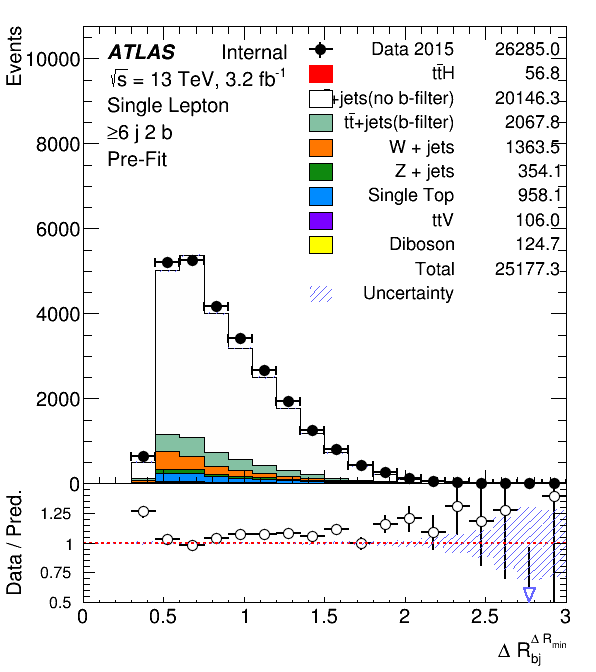 Events
10000
8000
6000
4000
2000
0
ATLAS Internal
√s = 13 TeV, 3.2 fb-1
Single Lepton
≥6 j 2 b
Pre-Fit
Data 2015 26285.0
tt̄H 56.8
+jets(no b-filter) 20146.3
tt̄+jets(b-filter) 2067.8
W + jets 1363.5
Z + jets 354.1
Single Top 958.1
ttV 106.0
Diboson 124.7
Total 25177.3
Uncertainty
Data / Pred.
1.25
1
0.75
0.5
0 0.5 1 1.5 2 2.5 3
Δ R bj Δ R min